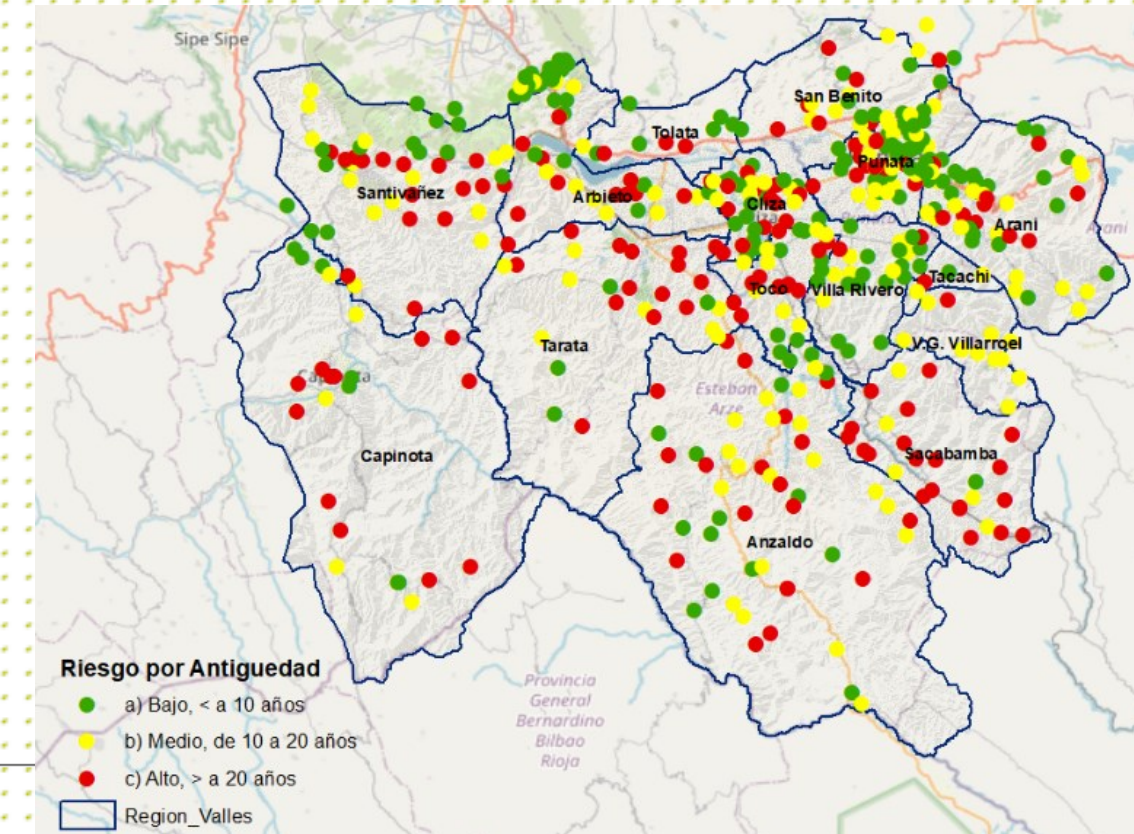 Sipe Sipe
San Benito
Tolata
Punata
Santivañez
Arbieto
Cliza
Arani
Arani
Tacachi
Toco
Villa Rivero
V.G. Villarroel
Tarata
Esteban
Arze
Capinota
Sacabamba
Anzaldo
Provincia
General
Bernardino
Bilbao
Rioja
Riesgo por Antiguedad
a) Bajo, < a 10 años
b) Medio, de 10 a 20 años
c) Alto, > a 20 años
Region_Valles